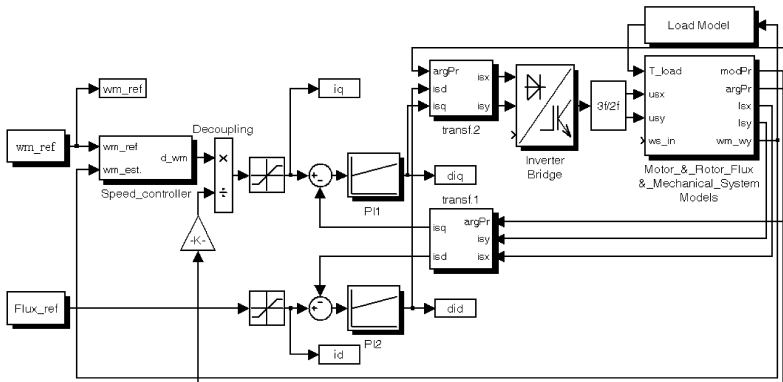 Load Model
wm_ref
iq
argPr
isd
isq
isx
isy
transf.2
Inverter
Bridge
3f/2f
T_load
usx
usy
ws_in
modPr
argPr
Isx
Isy
wm_wy
Motor_&_Rotor_Flux
&_Mechanical_System
Models
wm_ref
wm_ref
wm_est.
d_wm
Speed_controller
Decoupling
×
÷
PI1
diq
transf.1
isq
isd
argPr
isy
isx
-K-
Flux_ref
PI2
did
id